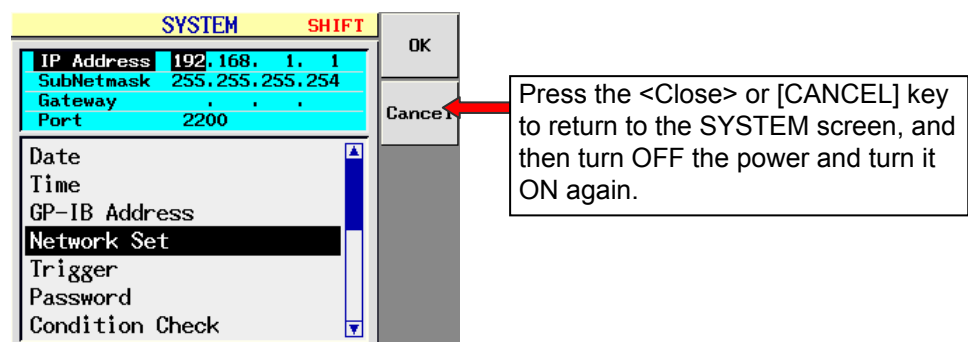 SYSTEM SHIFT
IP Address 192.168. 1. 1
SubNetmask 255.255.255.254
Gateway . . .
Port 2200
OK
Cancel
Date
Time
GP-IB Address
Network Set
Trigger
Password
Condition Check
Press the <Close> or [CANCEL] key
to return to the SYSTEM screen, and
then turn OFF the power and turn it
ON again.